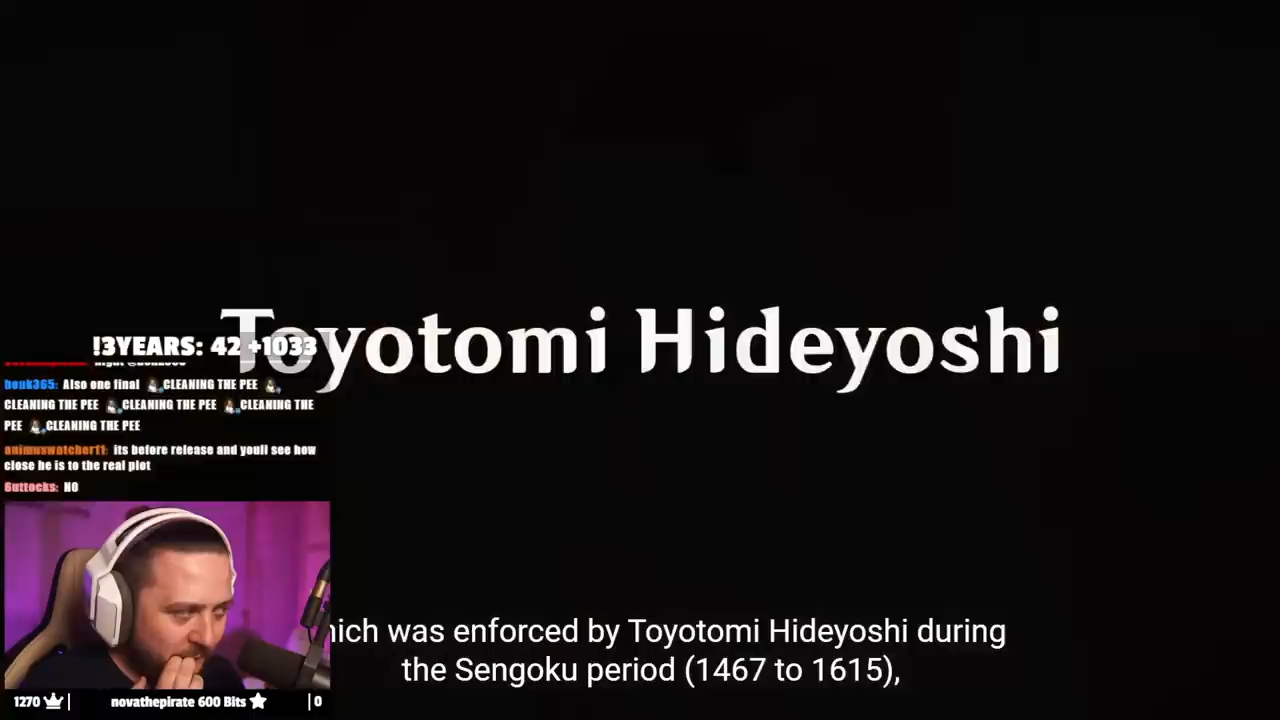 Toyotomi Hideyoshi
!3YEARS: 42 +1033
bonk365: Also one final CLEANING THE PEE
CLEANING THE PEE CLEANING THE PEE CLEANING THE
PEE CLEANING THE PEE
animuswatcher11: its before release and youll see how
close he is to the real plot
6uttocks: NO
hich was enforced by Toyotomi Hideyoshi during
the Sengoku period (1467 to 1615),
1270 | novathepirate 600 Bits | 0